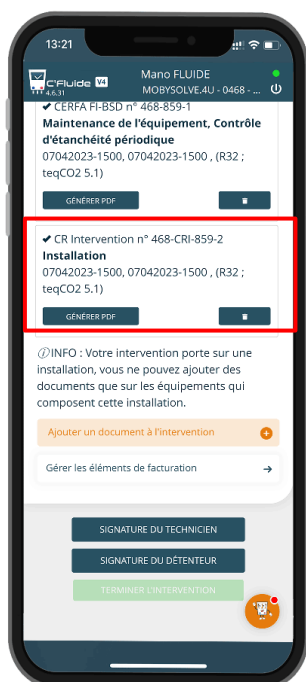 13:21
C'Fluide V4
4.6.31
Mano FLUIDE
MOBYSOLVE.4U - 0468 - ...
✔ CERFA FI-BSD n° 468-859-1
Maintenance de l'équipement, Contrôle
d'étanchéité périodique
07042023-1500, 07042023-1500 , (R32 ;
teqCO2 5.1)
GÉNÉRER PDF
✔ CR Intervention n° 468-CRI-859-2
Installation
07042023-1500, 07042023-1500 , (R32 ;
teqCO2 5.1)
GÉNÉRER PDF
ⓘ INFO : Votre intervention porte sur une
installation, vous ne pouvez ajouter des
documents que sur les équipements qui
composent cette installation.
Ajouter un document à l'intervention
Gérer les éléments de facturation
SIGNATURE DU TECHNICIEN
SIGNATURE DU DÉTENTEUR
TERMINER L'INTERVENTION